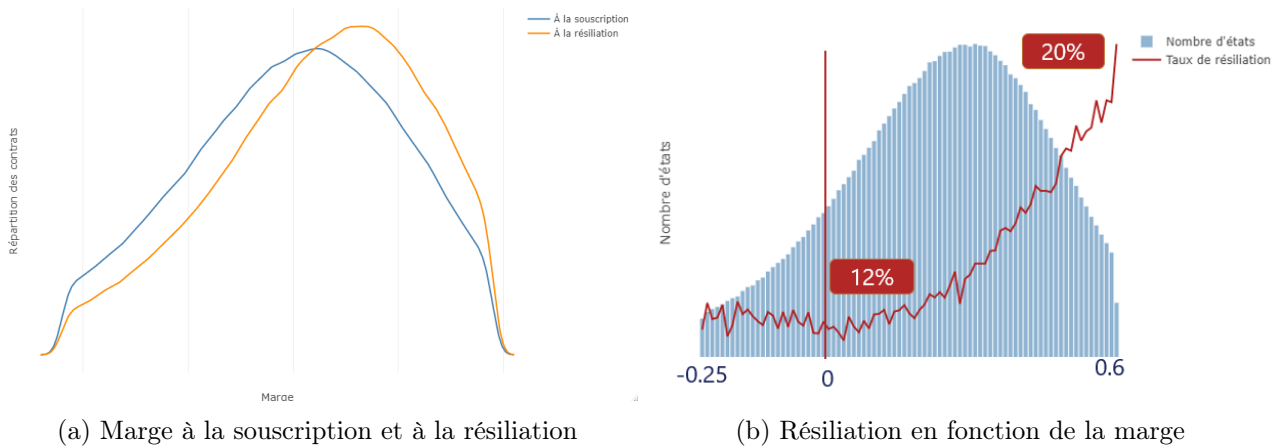 À la souscription
À la résiliation
Répartition des contrats
Marge
(a) Marge à la souscription et à la résiliation
20%
Nombre d'états
Taux de résiliation
Nombre d'états
12%
-0.25
0
0.6
(b) Résiliation en fonction de la marge